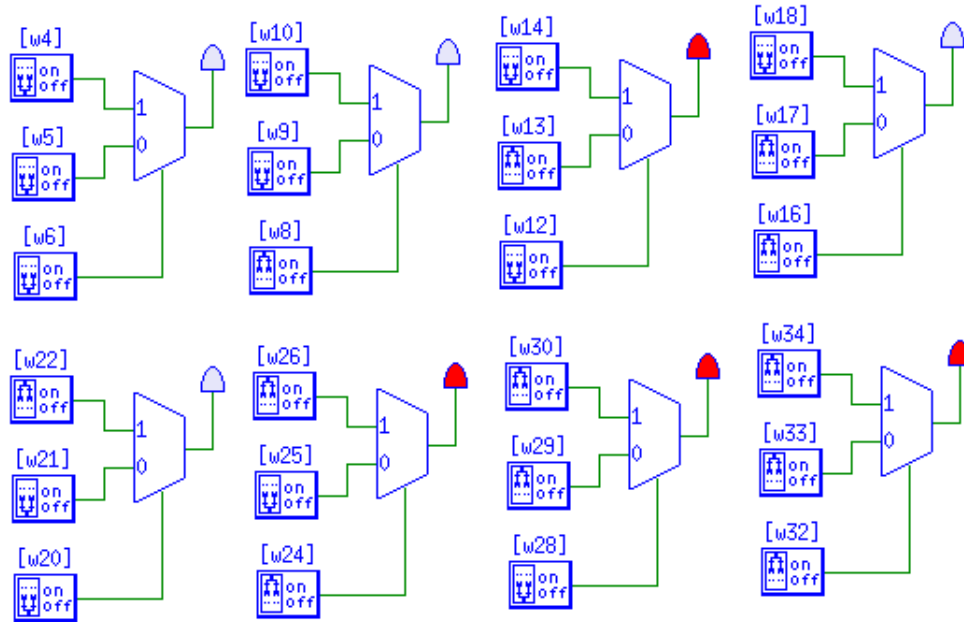 [w4]
on
off
1
[w5]
0
on
off
[w6]
on
off
[w10]
on
off
1
[w9]
0
on
off
[w8]
on
off
[w14]
on
off
1
[w13]
0
on
off
[w12]
on
off
[w18]
on
off
1
[w17]
0
on
off
[w16]
on
off
[w22]
on
off
1
[w21]
0
on
off
[w20]
on
off
[w26]
on
off
1
[w25]
0
on
off
[w24]
on
off
[w30]
on
off
1
[w29]
0
on
off
[w28]
on
off
[w34]
on
off
1
[w33]
0
on
off
[w32]
on
off